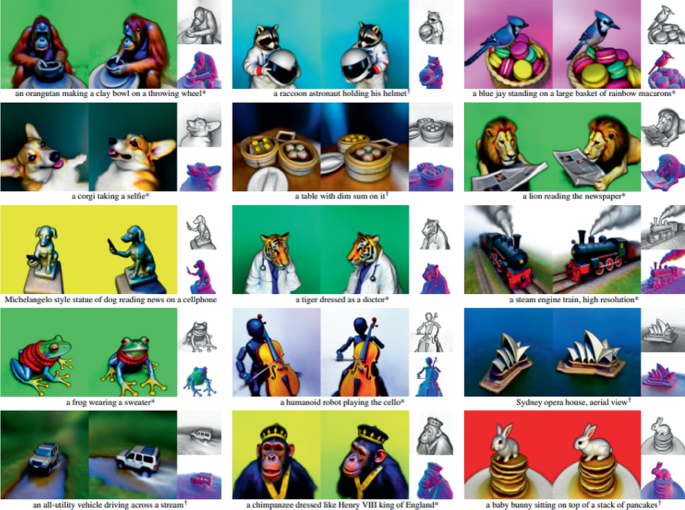 an orangutan making a clay bowl on a throwing wheel*
a raccoon astronaut holding his helmet†
a blue jay standing on a large basket of rainbow macarons*
a corgi taking a selfie*
a table with dim sum on it†
a lion reading the newspaper*
Michelangelo style statue of dog reading news on a cellphone
a tiger dressed as a doctor*
a steam engine train, high resolution*
a frog wearing a sweater*
a humanoid robot playing the cello*
Sydney opera house, aerial view†
an all-utility vehicle driving across a stream†
a chimpanzee dressed like Henry VIII king of England*
a baby bunny sitting on top of a stack of pancakes†